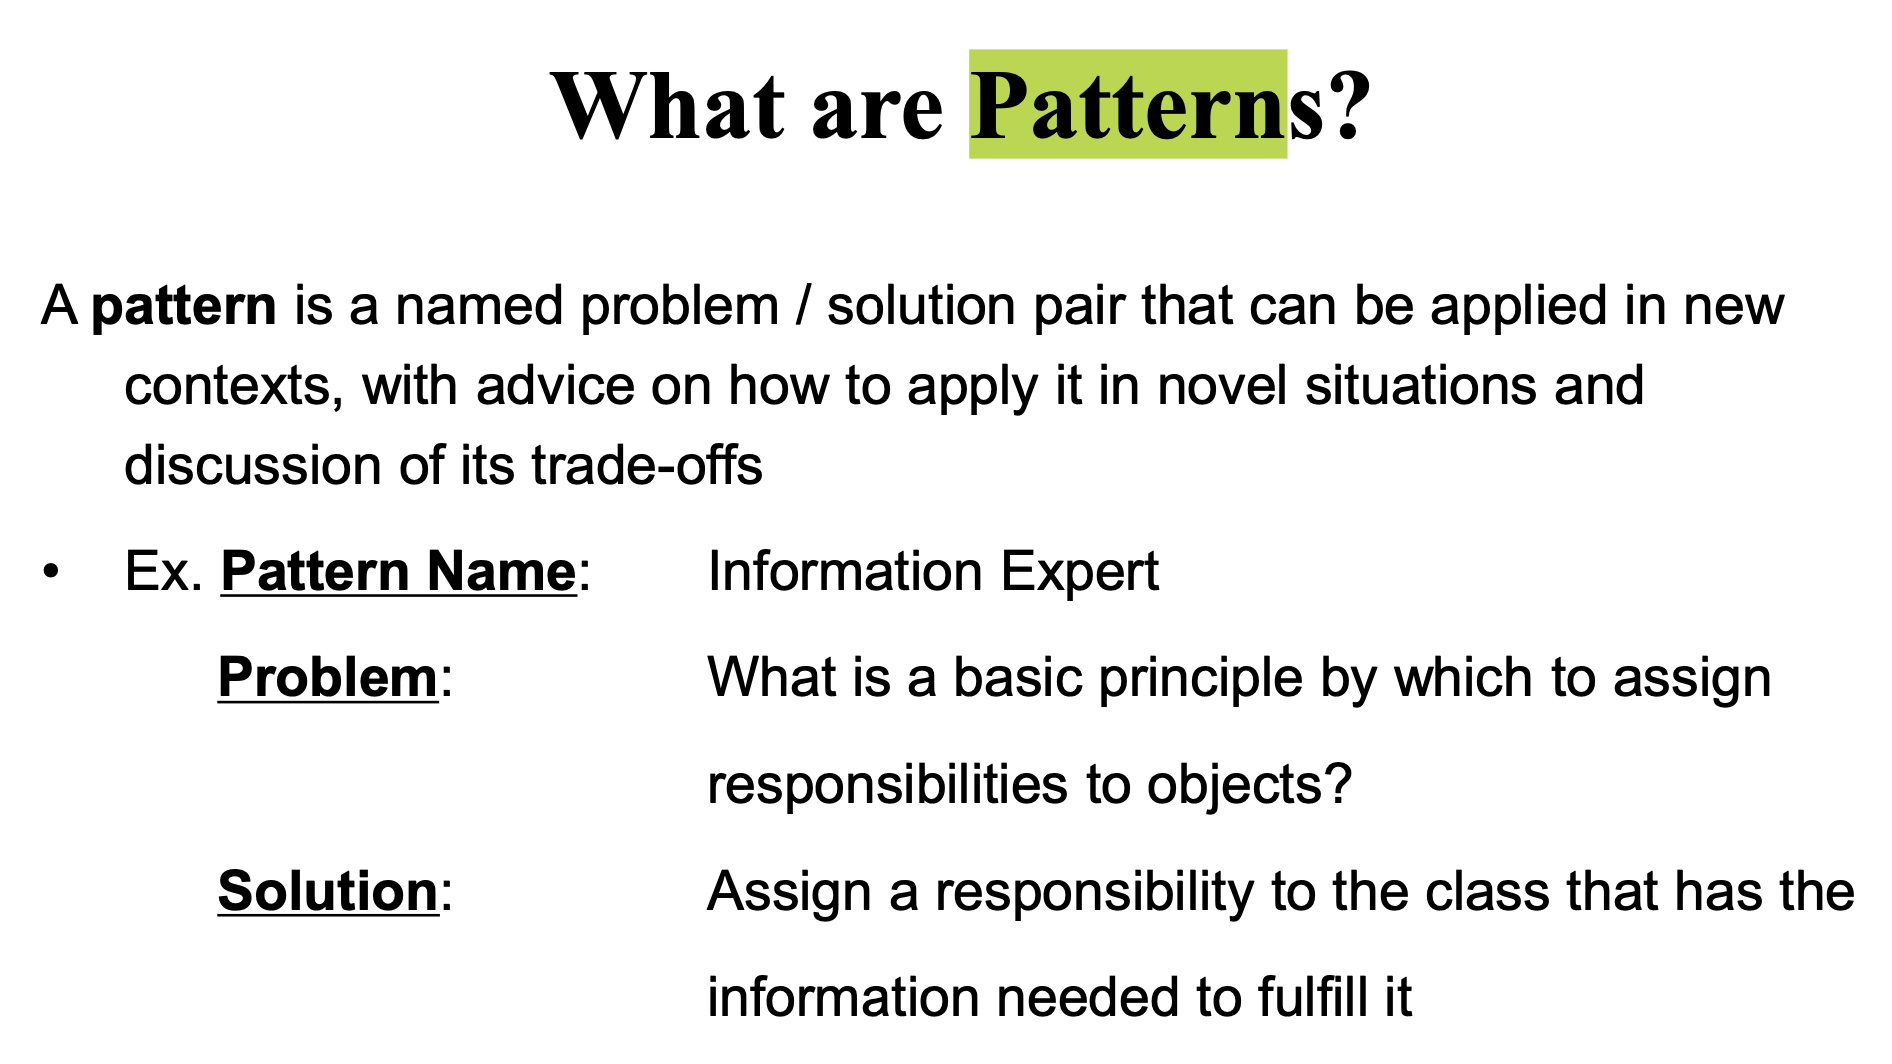 What are Patterns?
A pattern is a named problem / solution pair that can be applied in new
contexts, with advice on how to apply it in novel situations and
discussion of its trade-offs
• Ex. Pattern Name: Information Expert
Problem: What is a basic principle by which to assign
responsibilities to objects?
Solution: Assign a responsibility to the class that has the
information needed to fulfill it